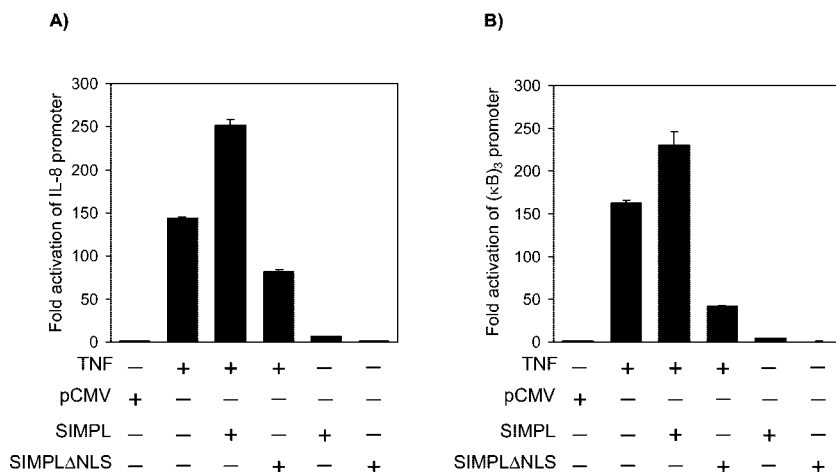 A)
Fold activation of IL-8 promoter
300
250
200
150
100
50
0
TNF – + + + – –
pCMV + – – – – –
SIMPL – – + – + –
SIMPLΔNLS – – – + – +
B)
Fold activation of (κB)₃ promoter
300
250
200
150
100
50
0
TNF – + + + – –
pCMV + – – – – –
SIMPL – – + – + –
SIMPLΔNLS – – – + – +